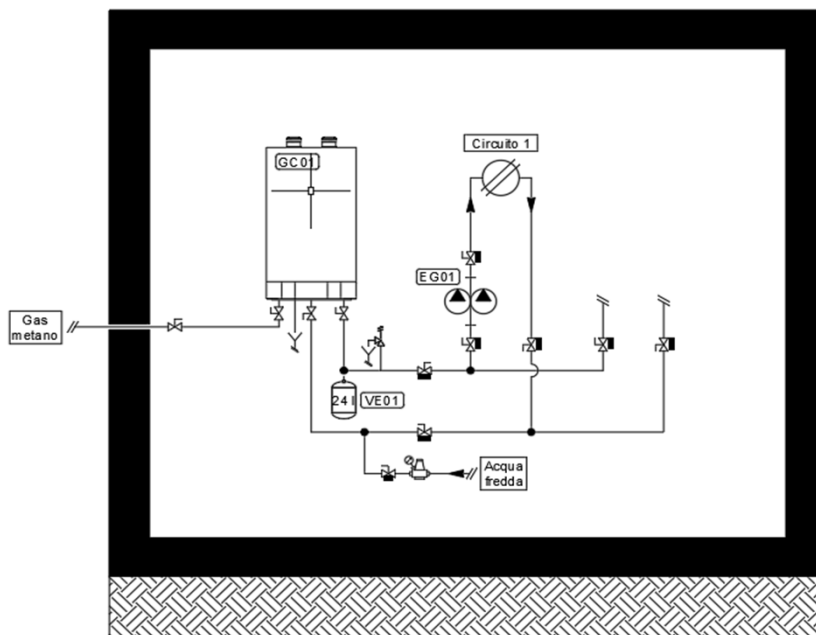 Circuito 1
GC01
EG01
Gas
metano
24 l
VE01
Acqua
fredda